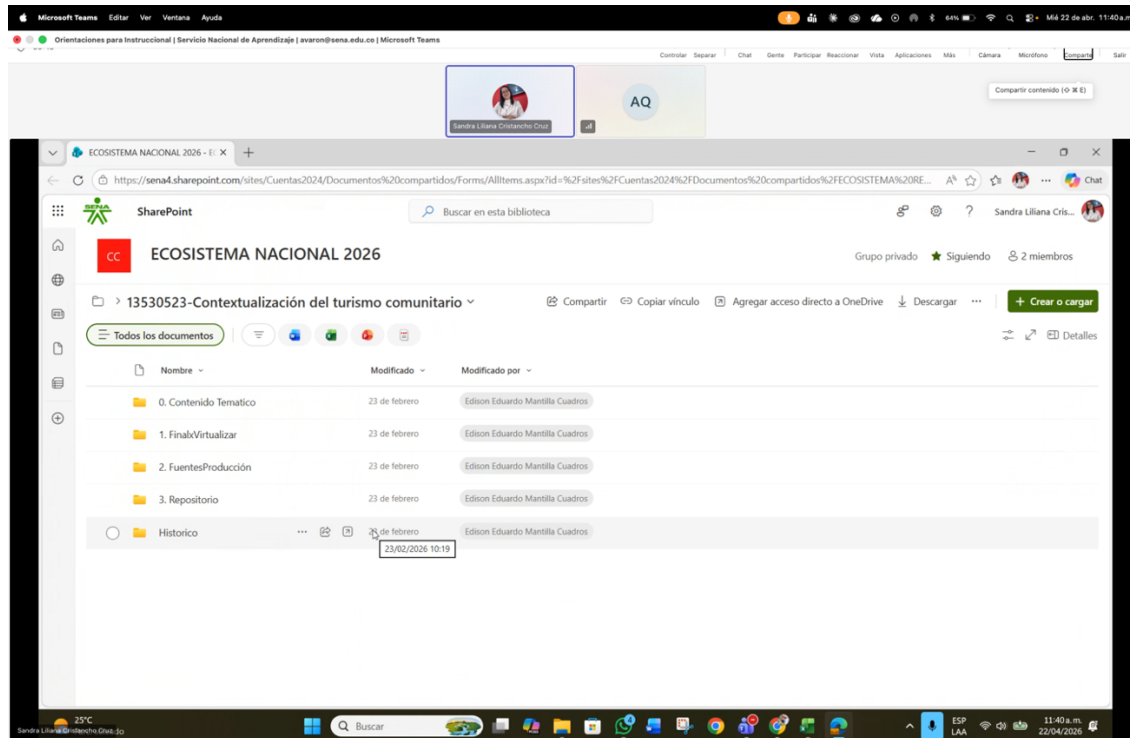 Microsoft Teams Editar Ver Ventana Ayuda 64% Mié 22 de abr. 11:40a.m
Orientaciones para Instruccional | Servicio Nacional de Aprendizaje | avaron@sena.edu.co | Microsoft Teams
Controlar Separar Chat Gente Participar Reaccionar Vista Aplicaciones Más Cámara Micrófono Comparte Salir
Compartir contenido (⇧ ⌘ E)
AQ
Sandra Liliana Cristancho Cruz
ECOSISTEMA NACIONAL 2026 - E
https://sena4.sharepoint.com/sites/Cuentas2024/Documentos%20compartidos/Forms/AllItems.aspx?id=%2Fsites%2FCuentas2024%2FDocumentos%20compartidos%2FECOSISTEMA%20RE... Chat
SENA SharePoint Buscar en esta biblioteca Sandra Liliana Cris...
CC ECOSISTEMA NACIONAL 2026 Grupo privado Siguiendo 2 miembros
> 13530523-Contextualización del turismo comunitario Compartir Copiar vínculo Agregar acceso directo a OneDrive Descargar ... + Crear o cargar
Todos los documentos Detalles
Nombre Modificado Modificado por
0. Contenido Tematico 23 de febrero Edison Eduardo Mantilla Cuadros
1. FinalxVirtualizar 23 de febrero Edison Eduardo Mantilla Cuadros
2. FuentesProducción 23 de febrero Edison Eduardo Mantilla Cuadros
3. Repositorio 23 de febrero Edison Eduardo Mantilla Cuadros
Historico ... de febrero Edison Eduardo Mantilla Cuadros
23/02/2026 10:19
25°C
Buscar ESP LAA 11:40 a.m. 22/04/2026
Sandra Liliana Cristancho Cruz